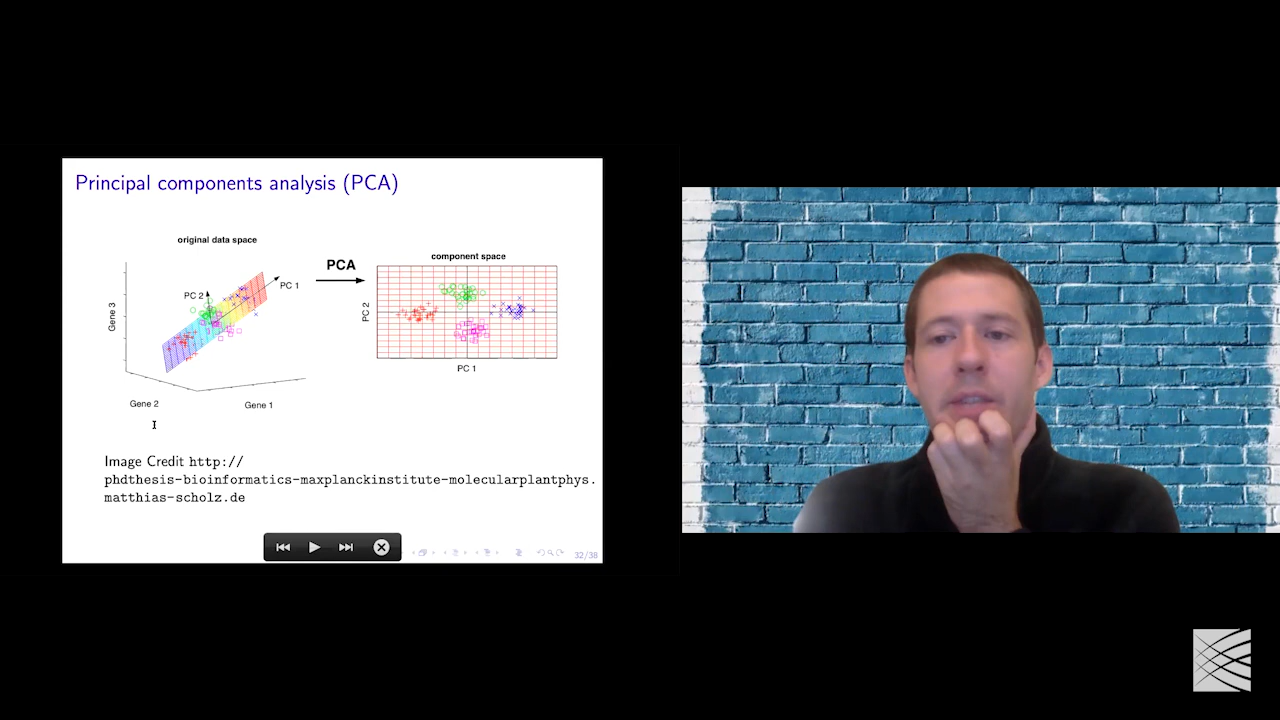 Principal components analysis (PCA)
original data space
PC 2
PC 1
Gene 3
Gene 2
Gene 1
PCA
component space
PC 2
PC 1
Image Credit http://
phdthesis-bioinformatics-maxplanckinstitute-molecularplantphys.
matthias-scholz.de
32/38